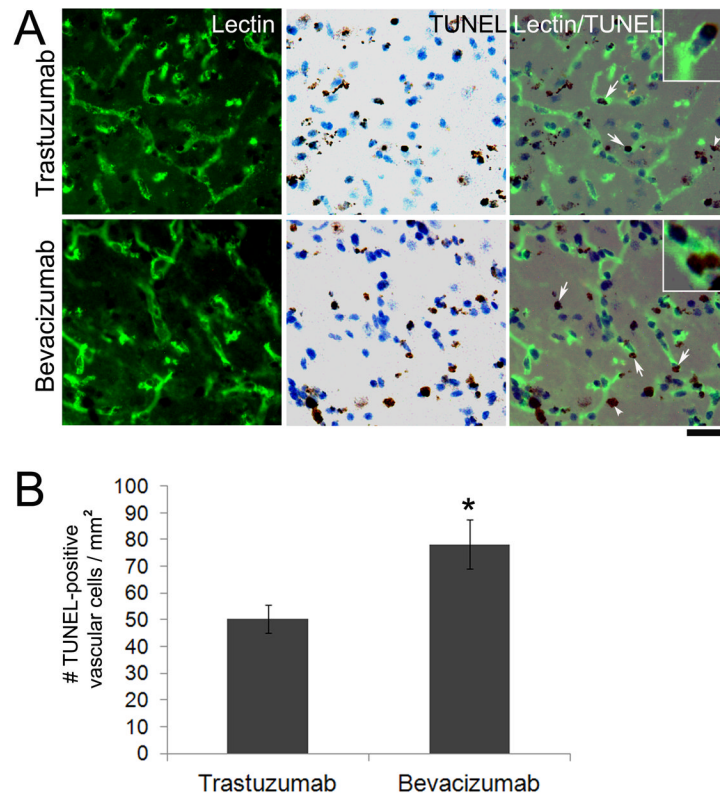 A
Lectin
TUNEL
Lectin/TUNEL
Trastuzumab
Bevacizumab
B
# TUNEL-positive
vascular cells / mm²
100
90
80
70
60
50
40
30
20
10
0
*
Trastuzumab
Bevacizumab